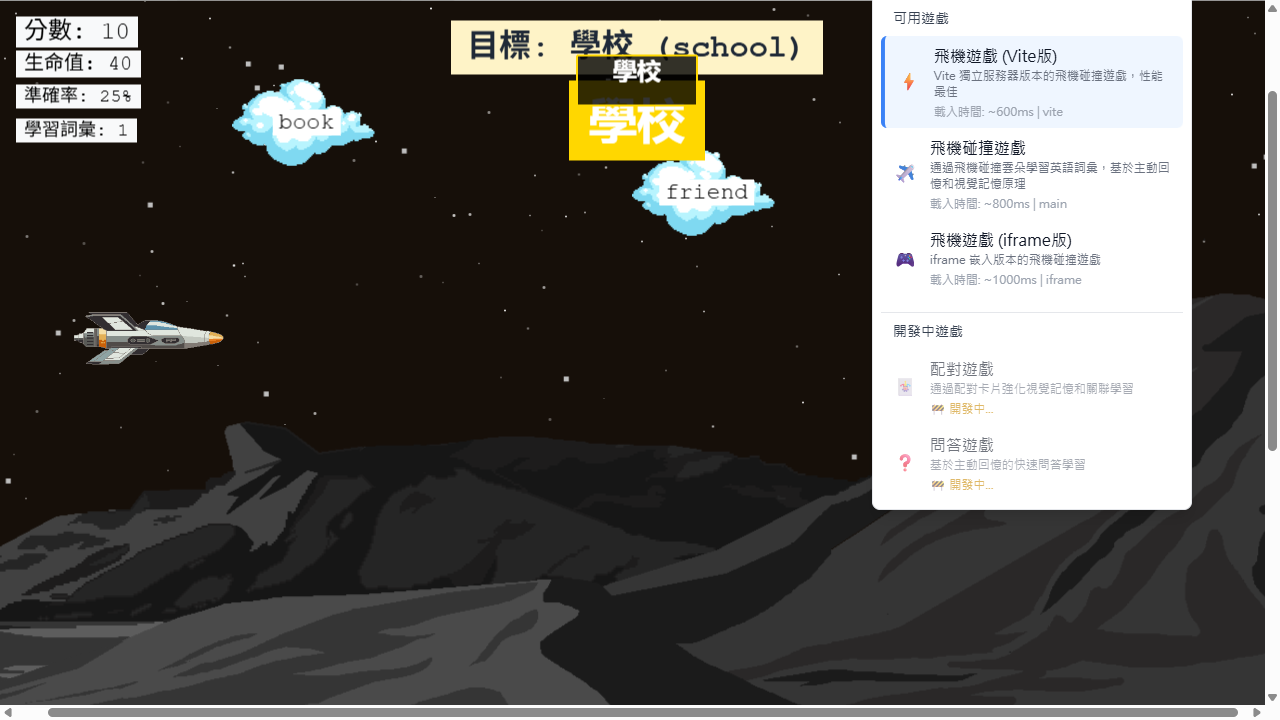 分數: 10
生命值: 40
準確率: 25%
學習詞彙: 1
目標: 學校 (school)
學校
學校
book
friend
可用遊戲
飛機遊戲 (Vite版)
Vite 獨立服務器版本的飛機碰撞遊戲，性能
最佳
載入時間: ~600ms | vite
飛機碰撞遊戲
通過飛機碰撞雲朵學習英語詞彙，基於主動回
憶和視覺記憶原理
載入時間: ~800ms | main
飛機遊戲 (iframe版)
iframe 嵌入版本的飛機碰撞遊戲
載入時間: ~1000ms | iframe
開發中遊戲
配對遊戲
通過配對卡片強化視覺記憶和關聯學習
開發中...
問答遊戲
基於主動回憶的快速問答學習
開發中...